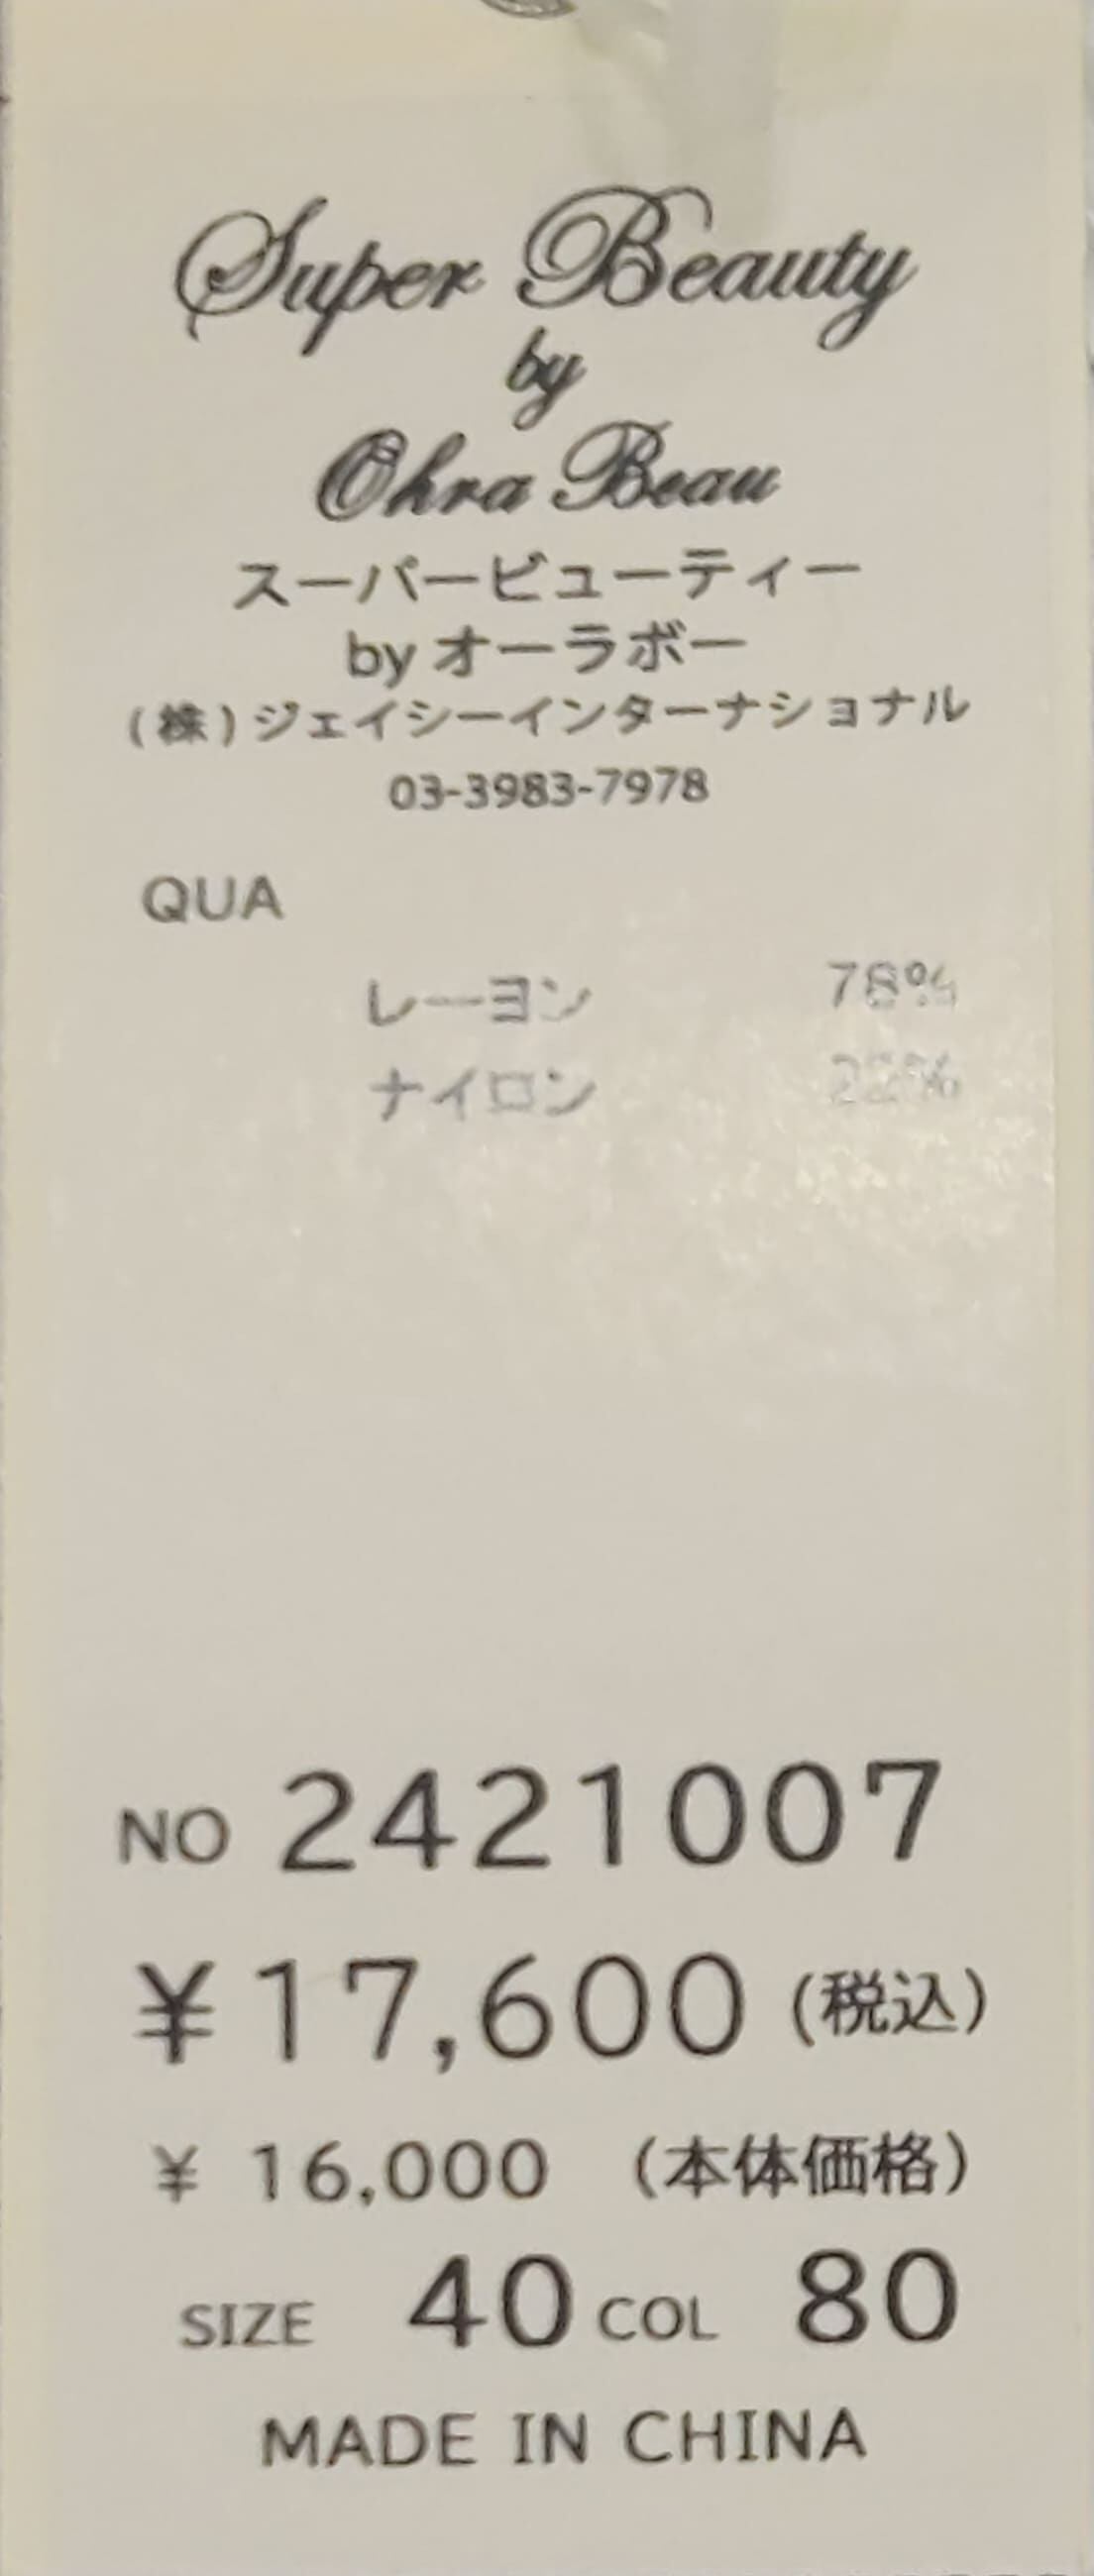 Super Beauty
by
Ohra Beau
スーパービューティー
by オーラボー
(株)ジェイシーインターナショナル
03-3983-7978
QUA
レーヨン 78%
ナイロン 22%
NO 2421007
¥17,600 (税込)
¥ 16,000 (本体価格)
SIZE 40 COL 80
MADE IN CHINA